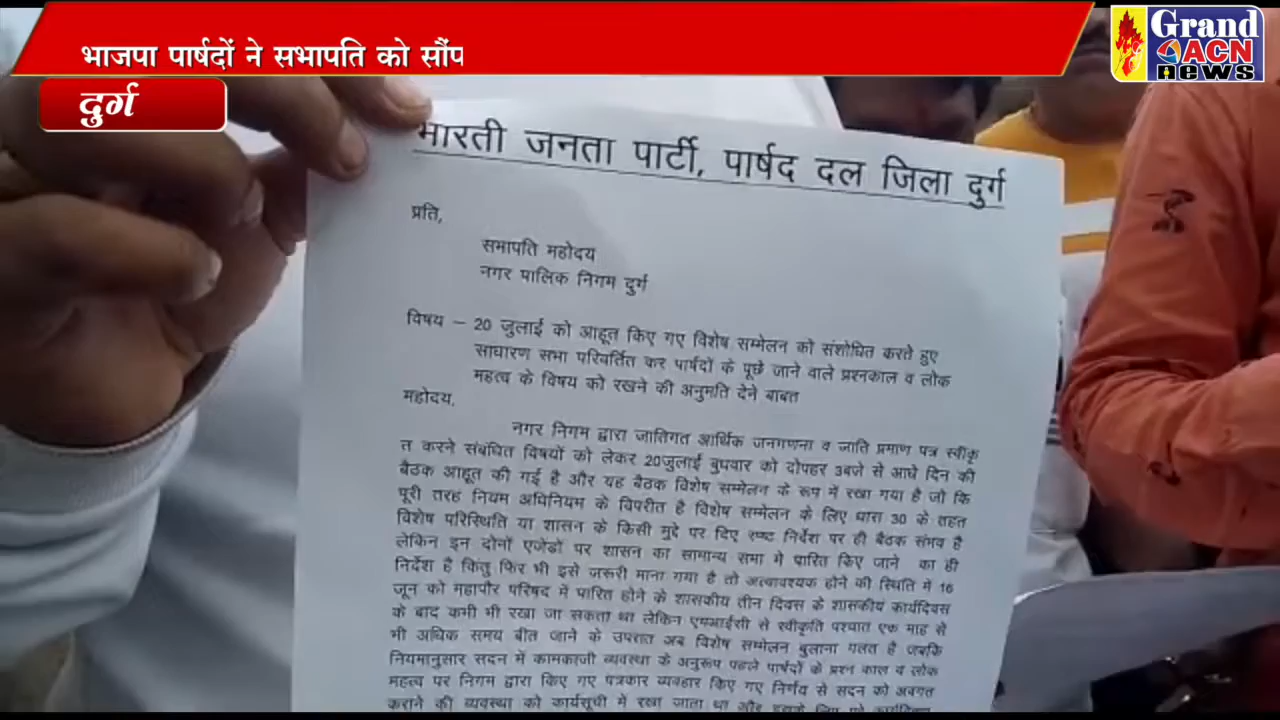 भाजपा पार्षदों ने सभापति को सौंप
Grand
ACN
news
दुर्ग
भारती जनता पार्टी, पार्षद दल जिला दुर्ग
प्रति,
सभापति महोदय
नगर पालिक निगम दुर्ग
विषय – 20 जुलाई को आहूत किए गए विशेष सम्मेलन को संशोधित करते हुए
साधारण सभा परिवर्तित कर पार्षदों के पूछे जाने वाले प्रश्नकाल व लोक
महत्व के विषय को रखने की अनुमति देने बाबत
महोदय,
नगर निगम द्वारा जातिगत आर्थिक जनगणना व जाति प्रमाण पत्र स्वीकृ
त करने संबंधित विषयों को लेकर 20जुलाई बुधवार को दोपहर 3बजे से आधे दिन की
बैठक आहूत की गई है और यह बैठक विशेष सम्मेलन के रूप में रखा गया है जो कि
पूरी तरह नियम अधिनियम के विपरीत है विशेष सम्मेलन के लिए धारा 30 के तहत
विशेष परिस्थिति या शासन के किसी मुद्दे पर दिए स्पष्ट निर्देश पर ही बैठक संभव है
लेकिन इन दोनों एजेंडों पर शासन का सामान्य सभा मे पारित किए जाने का ही
निर्देश है किंतु फिर भी इसे जरूरी माना गया है तो अत्यावश्यक होने की स्थिति में 16
जून को महापौर परिषद में पारित होने के शासकीय तीन दिवस के शासकीय कार्यदिवस
के बाद कभी भी रखा जा सकता था लेकिन एमआईसी से स्वीकृति पश्चात एक माह से
भी अधिक समय बीत जाने के उपरात अब विशेष सम्मेलन बुलाना गलत है जबकि
नियमानुसार सदन में कामकाजी व्यवस्था के अनुरूप पहले पार्षदों के प्रश्न काल व लोक
महत्व पर निगम द्वारा किए गए पत्रकार व्यवहार किए गए निर्णय से सदन को अवगत
कराने की व्यवस्था को कार्यसूची में रखा जाता था और